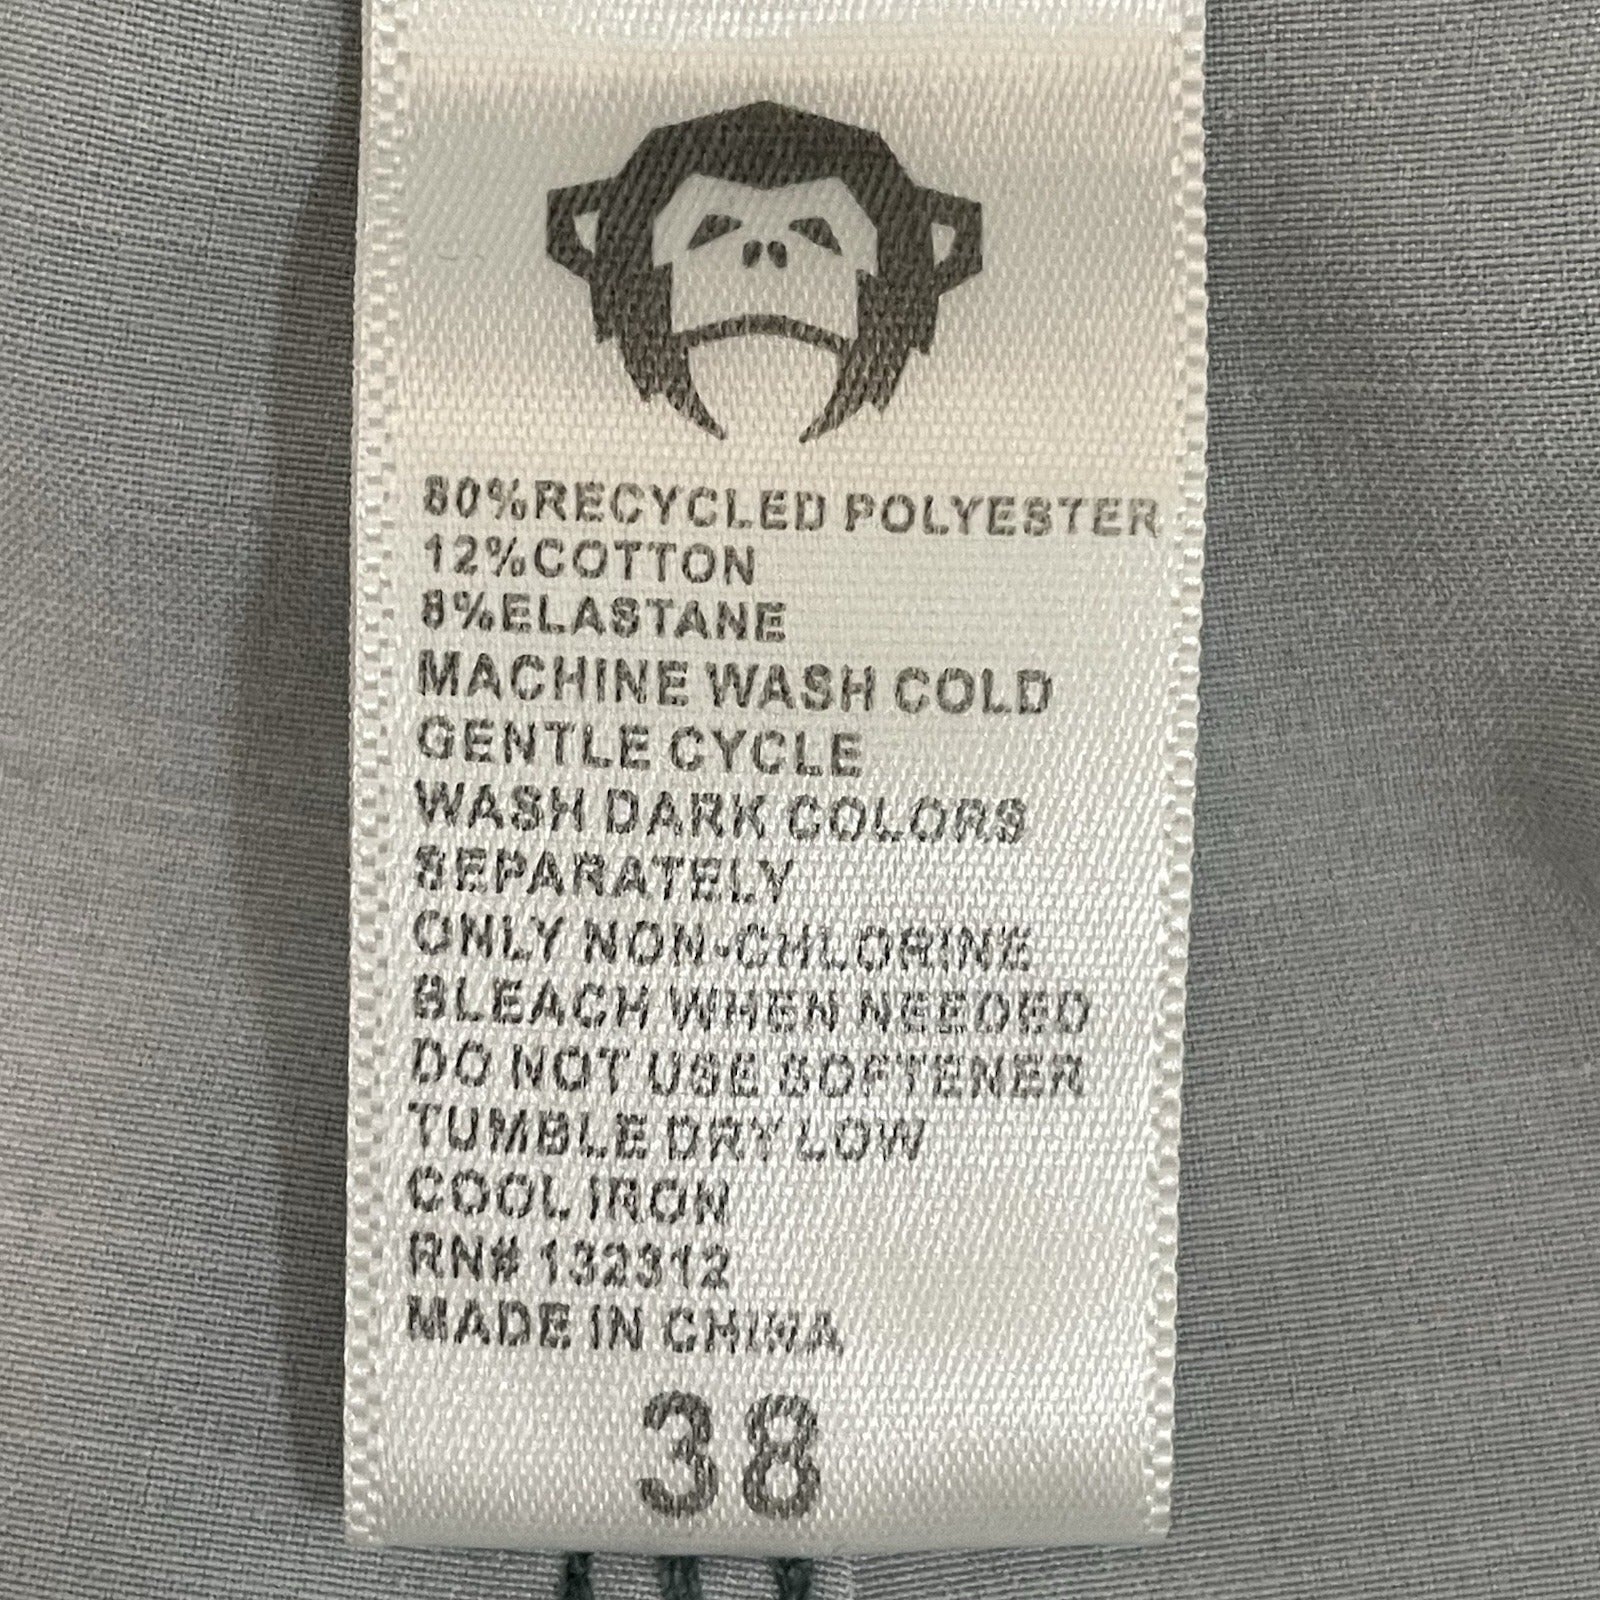 80%RECYCLED POLYESTER
12%COTTON
8%ELASTANE
MACHINE WASH COLD
GENTLE CYCLE
WASH DARK COLORS
SEPARATELY
ONLY NON-CHLORINE
BLEACH WHEN NEEDED
DO NOT USE SOFTENER
TUMBLE DRY LOW
COOL IRON
RN# 132312
MADE IN CHINA
38